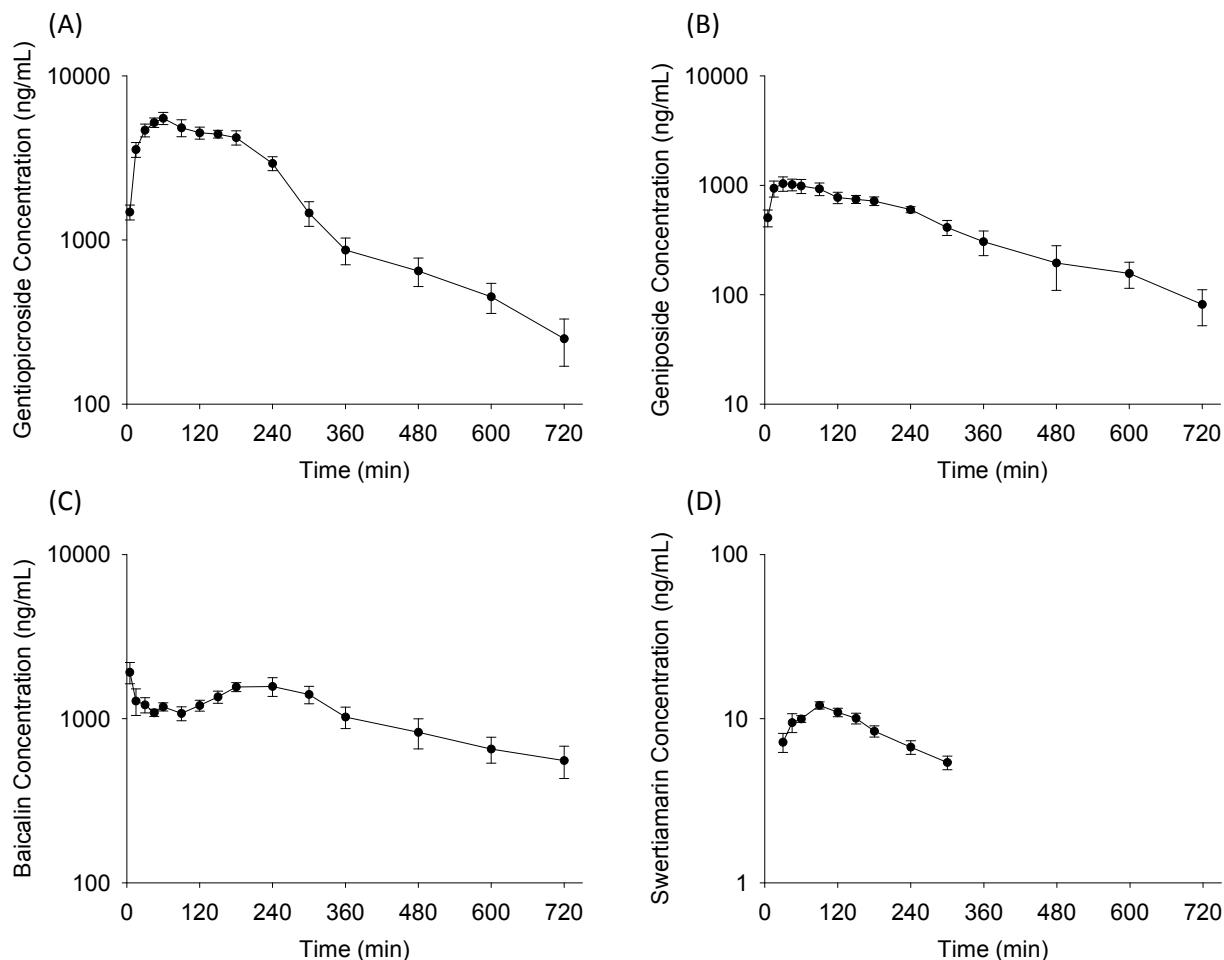 (A)
Gentiopicroside Concentration (ng/mL)
10000
1000
100
0 120 240 360 480 600 720
Time (min)
(B)
Geniposide Concentration (ng/mL)
10000
1000
100
10
0 120 240 360 480 600 720
Time (min)
(C)
Baicalin Concentration (ng/mL)
10000
1000
100
0 120 240 360 480 600 720
Time (min)
(D)
Swertiamarin Concentration (ng/mL)
100
10
1
0 120 240 360 480 600 720
Time (min)